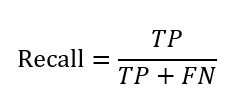 Recall = TP / (TP + FN)